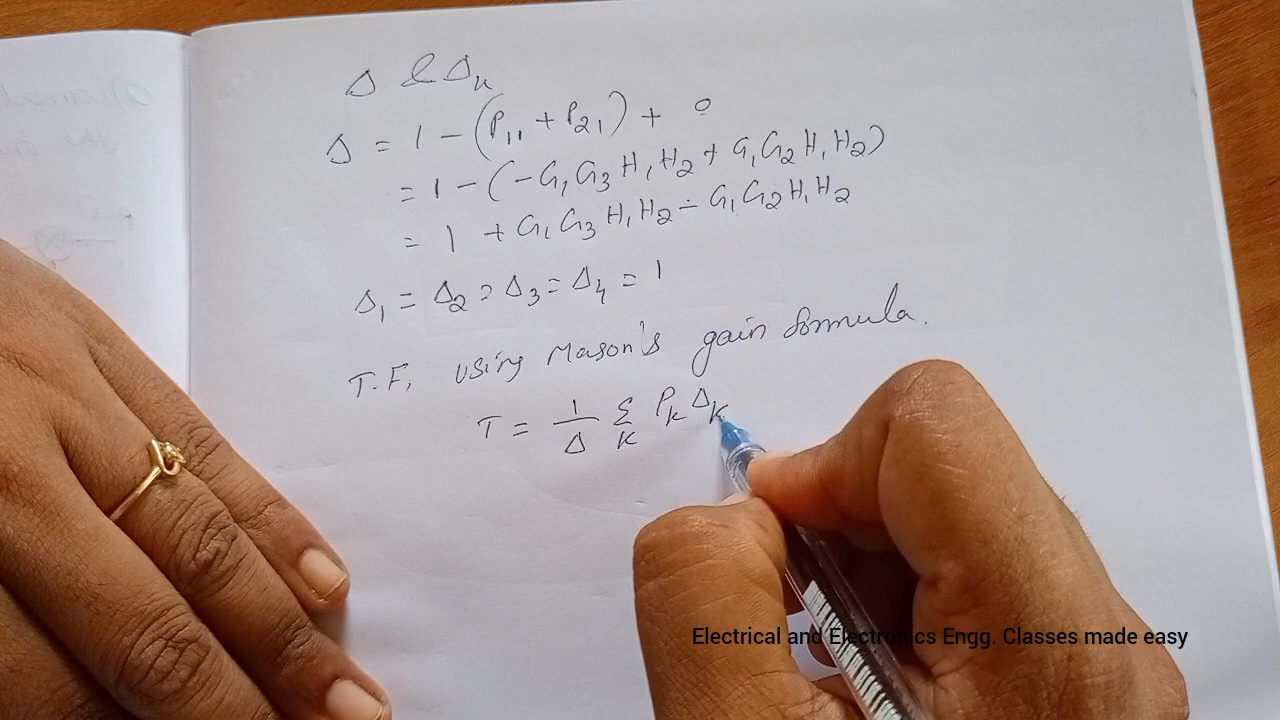 Δ & Δk
Δ = 1 - (P11 + P21) + 0
= 1 - (-G1G3H1H2 + G1G2H1H2)
= 1 + G1G3H1H2 - G1G2H1H2
Δ1 = Δ2 = Δ3 = Δ4 = 1
T.F, using Mason's gain formula.
T = 1/Δ Σk Pk Δk
Electrical and Electronics Engg. Classes made easy